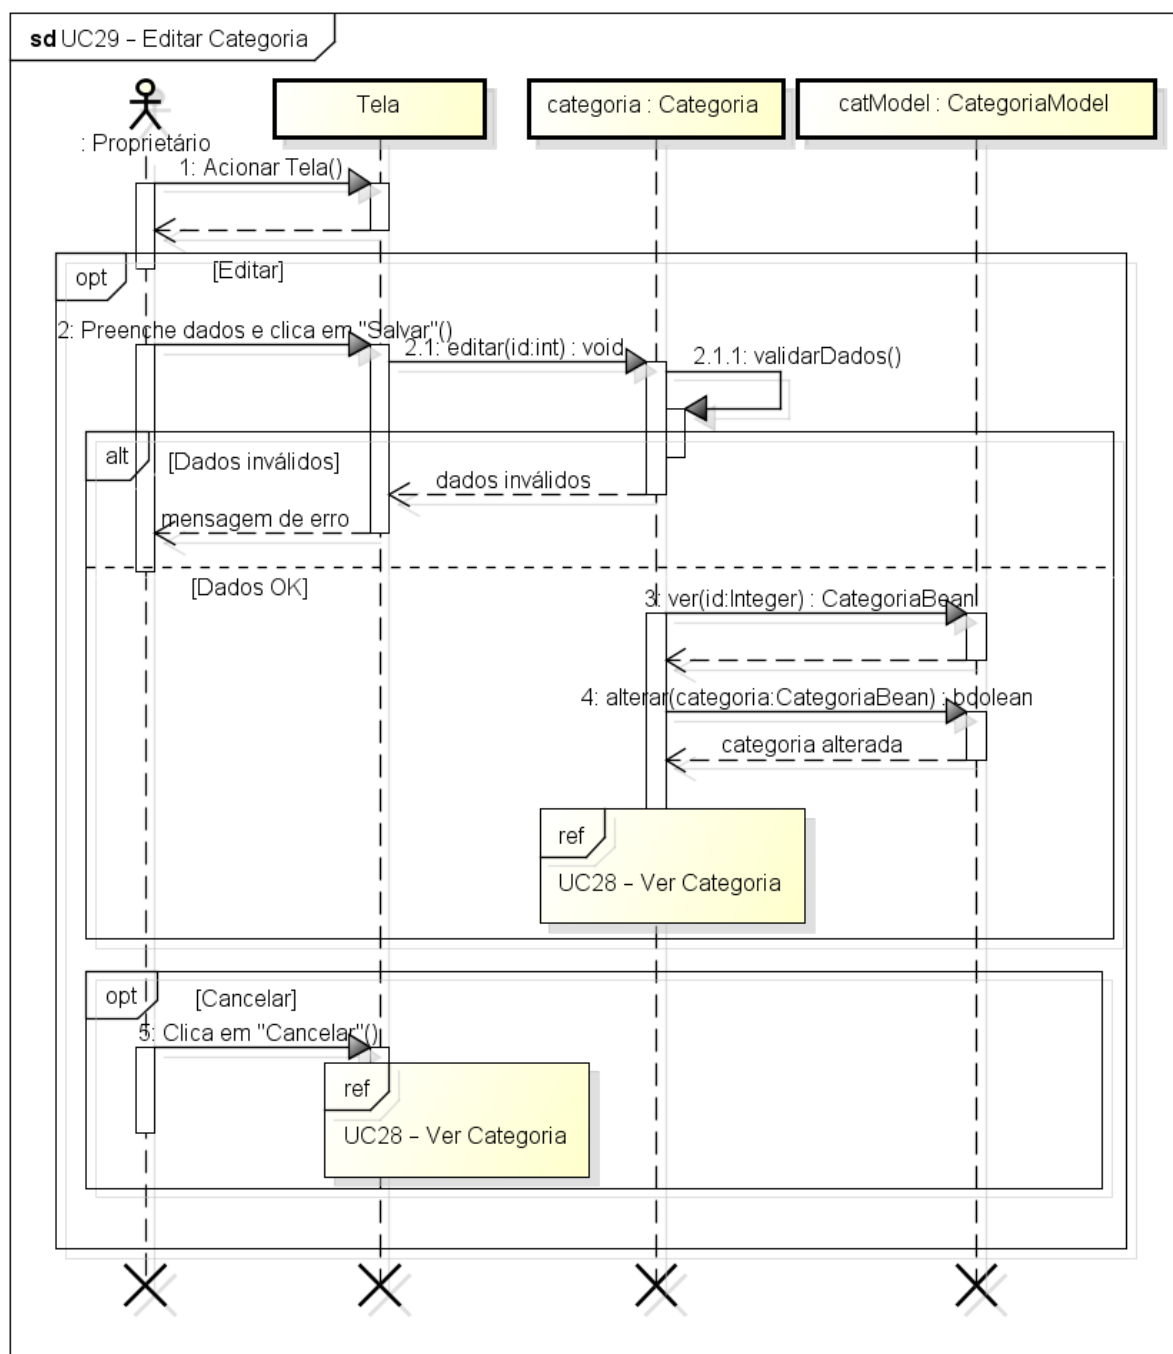 sd UC29 – Editar Categoria
: Proprietário
Tela
categoria : Categoria
catModel : CategoriaModel
1: Acionar Tela()
opt
[Editar]
2: Preenche dados e clica em "Salvar"()
2.1: editar(id:int) : void
2.1.1: validarDados()
alt
[Dados inválidos]
dados inválidos
mensagem de erro
[Dados OK]
3: ver(id:Integer) : CategoriaBean
4: alterar(categoria:CategoriaBean) : boolean
categoria alterada
ref
UC28 – Ver Categoria
opt
[Cancelar]
5: Clica em "Cancelar"()
ref
UC28 – Ver Categoria